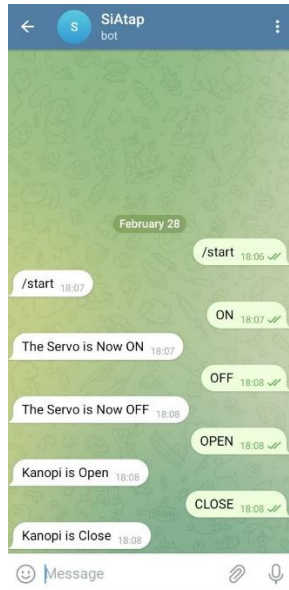 SiAtap
S
bot
February 28
/start 18:06
/start 18:07
ON 18:07
The Servo is Now ON 18:07
OFF 18:08
The Servo is Now OFF 18:08
OPEN 18:08
Kanopi is Open 18:08
CLOSE 18:08
Kanopi is Close 18:08
Message